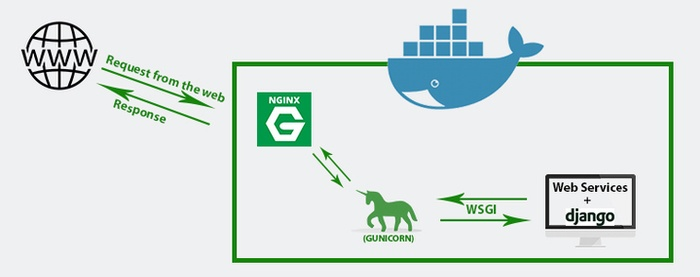 WWW
Request from the web
Response
NGINX
G
(GUNICORN)
WSGI
Web Services
+
django